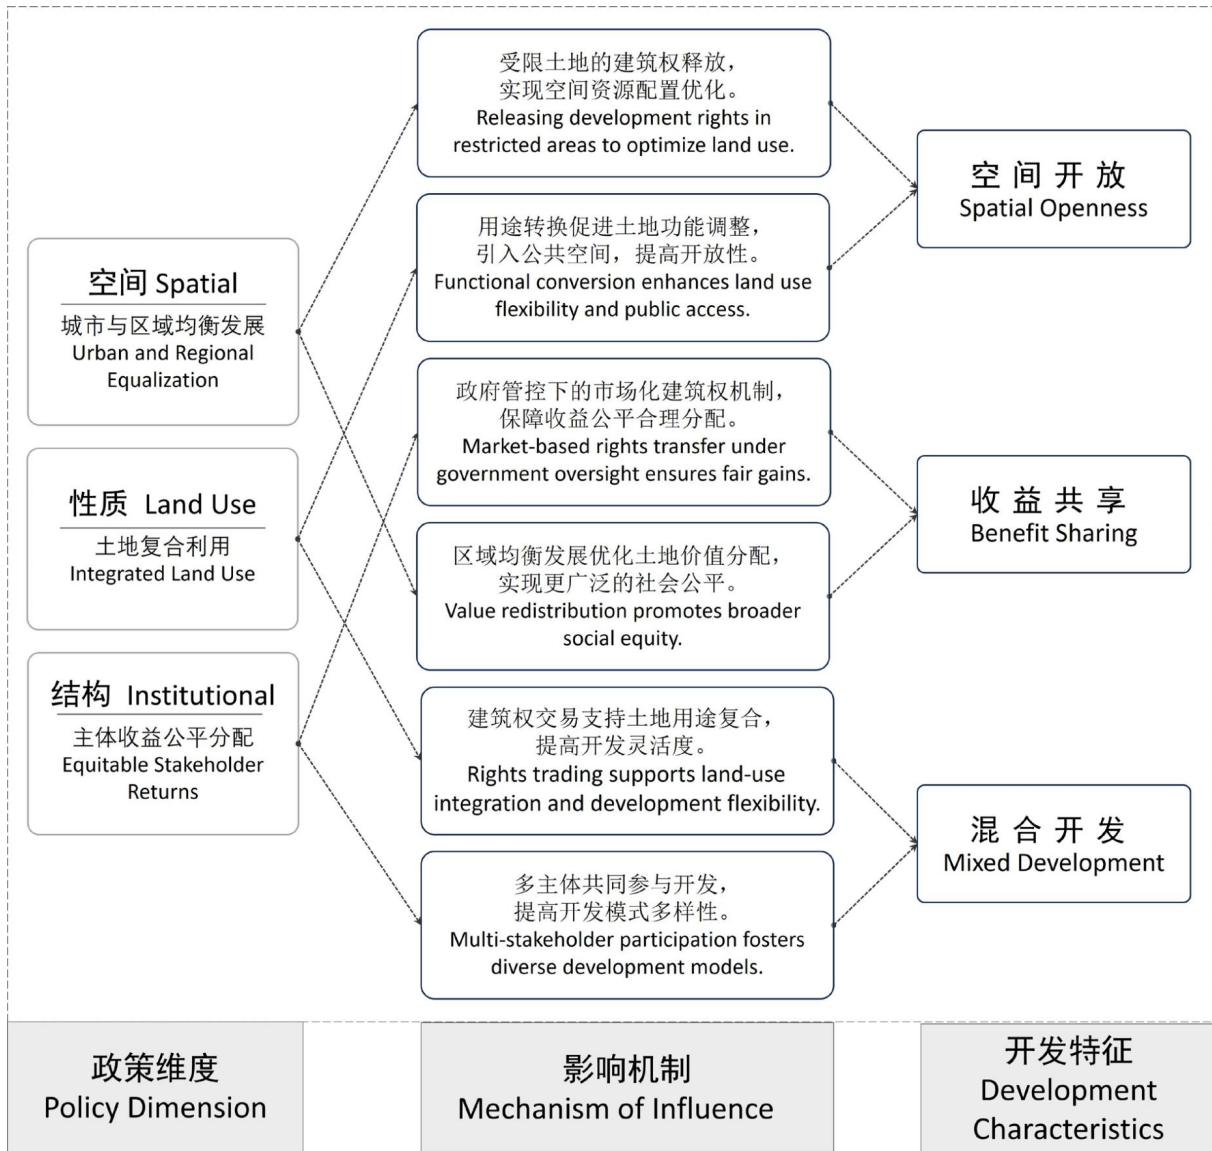 空间 Spatial
城市与区域均衡发展
Urban and Regional
Equalization
性质 Land Use
土地复合利用
Integrated Land Use
结构 Institutional
主体收益公平分配
Equitable Stakeholder
Returns
受限土地的建筑权释放，
实现空间资源配置优化。
Releasing development rights in
restricted areas to optimize land use.
用途转换促进土地功能调整，
引入公共空间，提高开放性。
Functional conversion enhances land use
flexibility and public access.
政府管控下的市场化建筑权机制，
保障收益公平合理分配。
Market-based rights transfer under
government oversight ensures fair gains.
区域均衡发展优化土地价值分配，
实现更广泛的社会公平。
Value redistribution promotes broader
social equity.
建筑权交易支持土地用途复合，
提高开发灵活度。
Rights trading supports land-use
integration and development flexibility.
多主体共同参与开发，
提高开发模式多样性。
Multi-stakeholder participation fosters
diverse development models.
空间开放
Spatial Openness
收益共享
Benefit Sharing
混合开发
Mixed Development
政策维度
Policy Dimension
影响机制
Mechanism of Influence
开发特征
Development
Characteristics